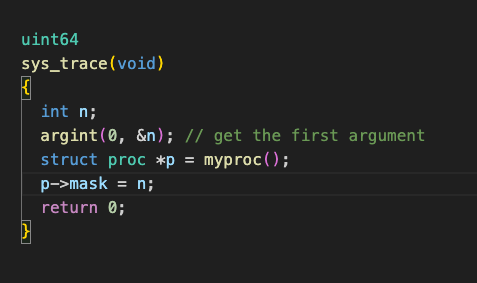 uint64
sys_trace(void)
{
  int n;
  argint(0, &n); // get the first argument
  struct proc *p = myproc();
  p->mask = n;
  return 0;
}